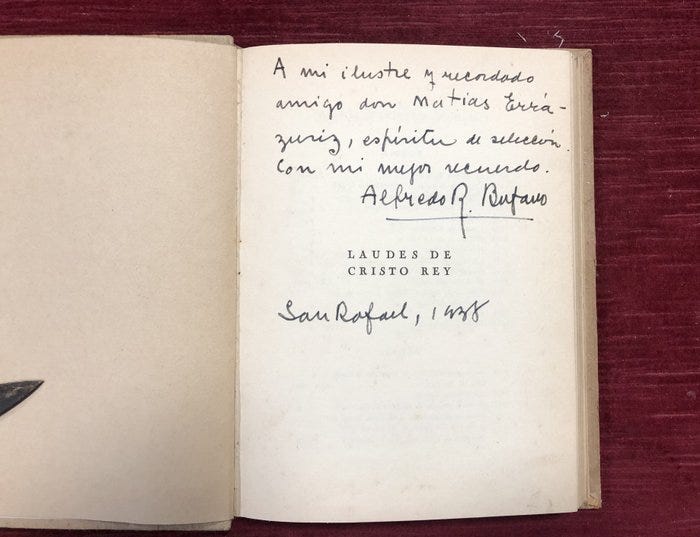 A mi ilustre y recordado
amigo don Matias Errá-
zuriz, espíritu de selección.
Con mi mejor recuerdo.
Alfredo R. Bufano
LAUDES DE
CRISTO REY
San Rafael, 1938